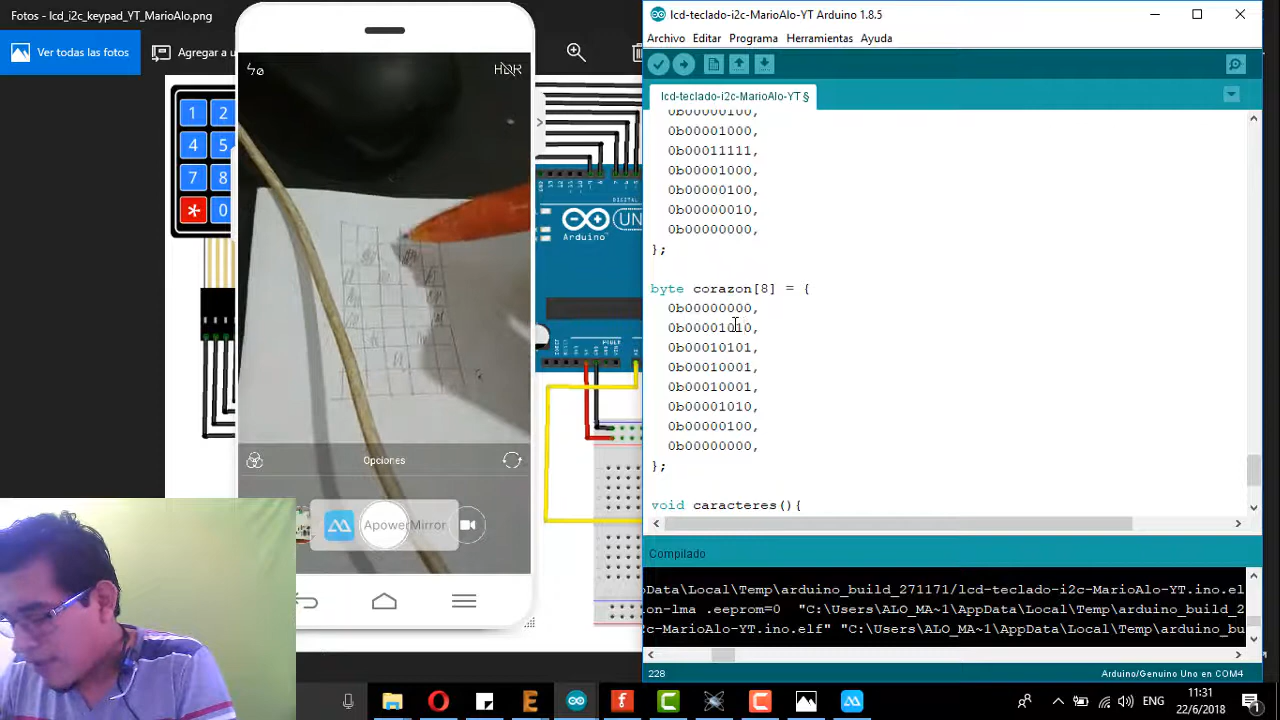 Fotos - lcd_i2c_keypad_YT_MarioAlo.png
Ver todas las fotos
Agregar a u
HDR
1 2
4 5
7 8
* 0
DIGITAL
UN
Arduino
POWER
Opciones
ApowerMirror
lcd-teclado-i2c-MarioAlo-YT Arduino 1.8.5
Archivo Editar Programa Herramientas Ayuda
lcd-teclado-i2c-MarioAlo-YT §
0b00000100,
0b00001000,
0b00011111,
0b00001000,
0b00000100,
0b00000010,
0b00000000,
};
byte corazon[8] = {
0b00000000,
0b00001010,
0b00010101,
0b00010001,
0b00010001,
0b00001010,
0b00000100,
0b00000000,
};
void caracteres(){
Compilado
pData\Local\Temp\arduino_build_271171/lcd-teclado-i2c-MarioAlo-YT.ino.el
on-lma .eeprom=0 "C:\Users\ALO_MA~1\AppData\Local\Temp\arduino_build_2
2c-MarioAlo-YT.ino.elf" "C:\Users\ALO_MA~1\AppData\Local\Temp\arduino_bu
228
Arduino/Genuino Uno en COM4
ENG
11:31
22/6/2018